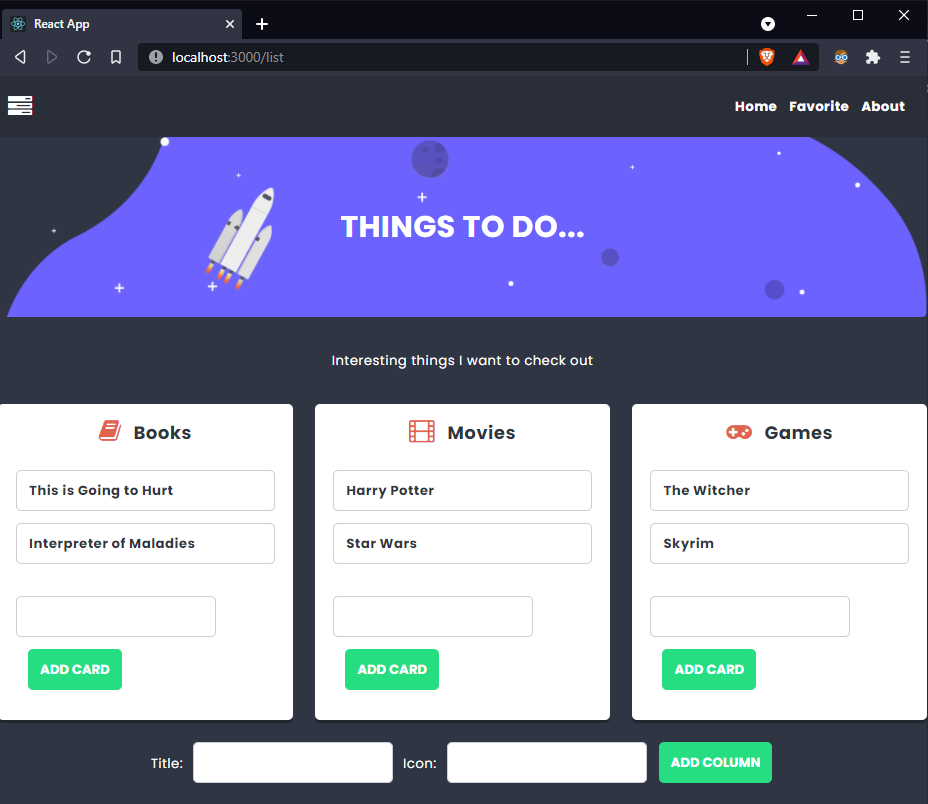 React App
localhost:3000/list
Home Favorite About
THINGS TO DO...
Interesting things I want to check out
Books
Movies
Games
This is Going to Hurt
Harry Potter
The Witcher
Interpreter of Maladies
Star Wars
Skyrim
ADD CARD
ADD CARD
ADD CARD
Title:
Icon:
ADD COLUMN